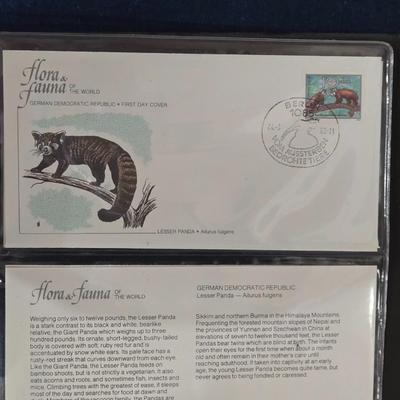 Flora & fauna OF THE WORLD
GERMAN DEMOCRATIC REPUBLIC • FIRST DAY COVER
BERLIN
1085
VOM AUSSTERBEN
BEDROHTE TIERE
LESSER PANDA • Ailurus fulgens
Flora & fauna OF THE WORLD
Weighing only six to twelve pounds, the Lesser Panda
is a stark contrast to its black and white, bearlike
relative, the Giant Panda which weighs up to three
hundred pounds. Its ornate, short-legged, bushy-tailed
body is covered with soft, ruby red fur and is
accentuated by snow white ears. Its pale face has a
rusty-red streak that curves downward from each eye.
Like the Giant Panda, the Lesser Panda feeds on
bamboo shoots, but is not strictly a vegetarian. It also
eats acorns and roots, and sometimes fish, insects and
mice. Climbing trees with the greatest of ease, it sleeps
most of the day and searches for food at dawn and
GERMAN DEMOCRATIC REPUBLIC
Lesser Panda — Ailurus fulgens
Sikkim and northern Burma in the Himalaya Mountains.
Frequenting the forested mountain slopes of Nepal and
the provinces of Yunnen and Szechwan in China at
elevations of seven to twelve thousand feet, the Lesser
Pandas bear twins which are blind at birth. The infants
open their eyes for the first time when about a month
old and often remain in their mother's care until
reaching adulthood. If taken into captivity at an early
age, the young Lesser Panda becomes quite tame, but
never agrees to being fondled or caressed.